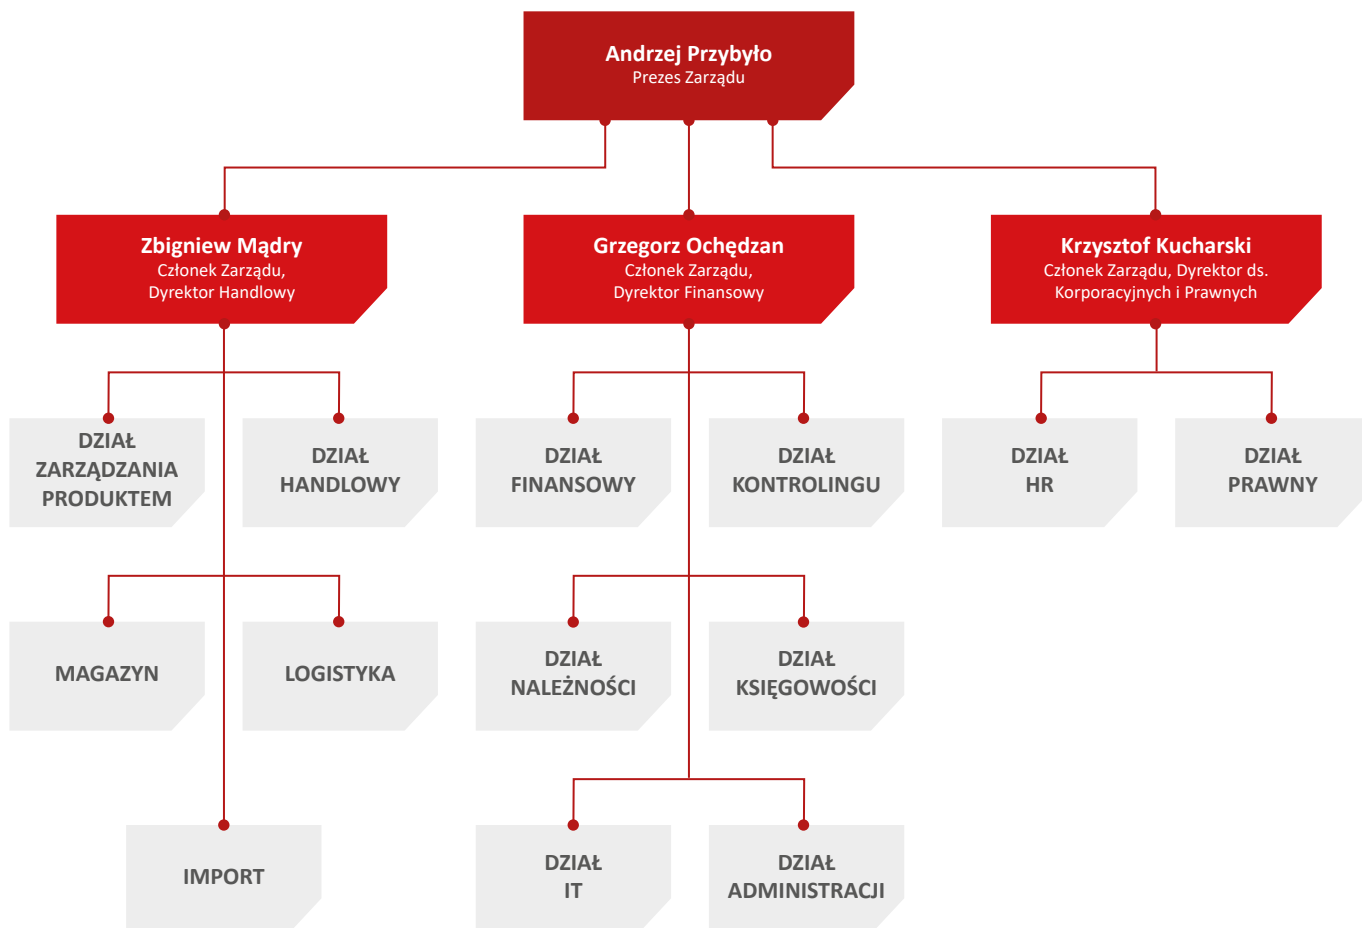 Andrzej Przybyło
Prezes Zarządu
Zbigniew Mądry
Członek Zarządu,
Dyrektor Handlowy
Grzegorz Ochędzan
Członek Zarządu,
Dyrektor Finansowy
Krzysztof Kucharski
Członek Zarządu, Dyrektor ds.
Korporacyjnych i Prawnych
DZIAŁ
ZARZĄDZANIA
PRODUKTEM
DZIAŁ
HANDLOWY
DZIAŁ
FINANSOWY
DZIAŁ
KONTROLINGU
DZIAŁ
HR
DZIAŁ
PRAWNY
MAGAZYN
LOGISTYKA
DZIAŁ
NALEŻNOŚCI
DZIAŁ
KSIĘGOWOŚCI
IMPORT
DZIAŁ
IT
DZIAŁ
ADMINISTRACJI